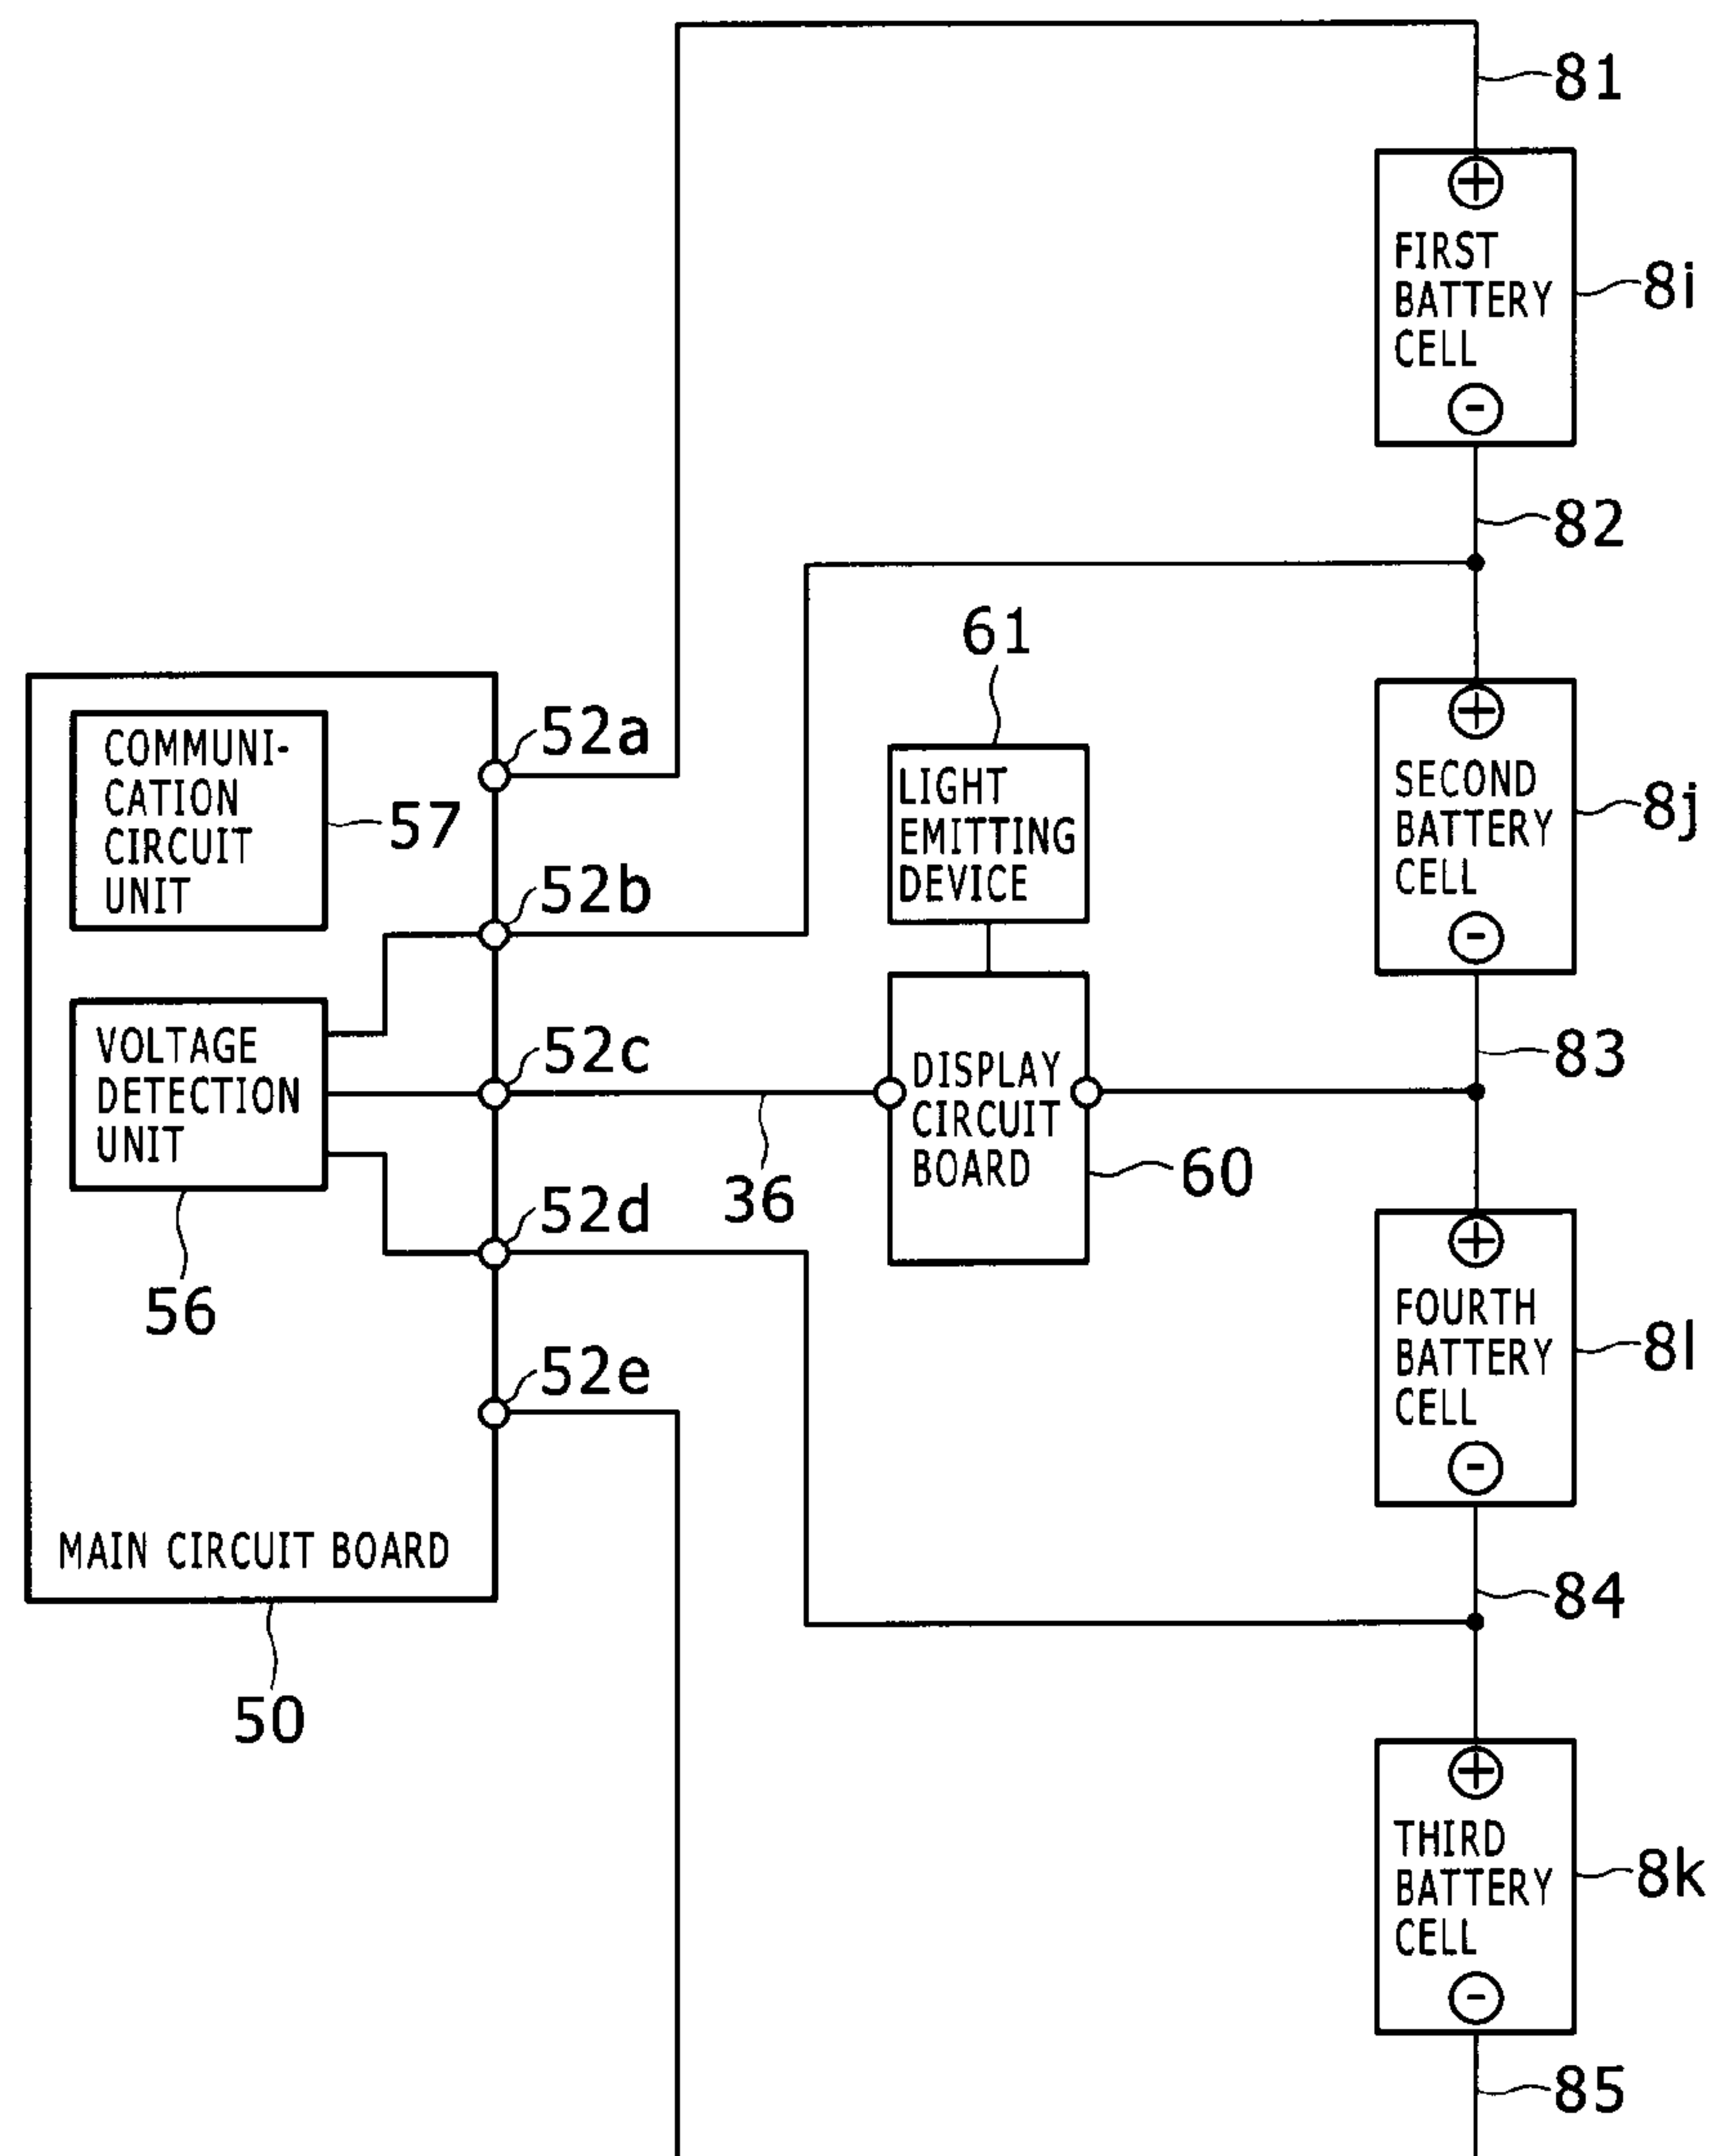 81
+
FIRST
BATTERY
CELL
-
8i
82
61
52a
COMMUNI-
CATION
CIRCUIT
UNIT
57
LIGHT
EMITTING
DEVICE
+
SECOND
BATTERY
CELL
-
8j
52b
VOLTAGE
DETECTION
UNIT
56
52c
36
DISPLAY
CIRCUIT
BOARD
60
83
52d
+
FOURTH
BATTERY
CELL
-
8l
52e
MAIN CIRCUIT BOARD
50
84
+
THIRD
BATTERY
CELL
-
8k
85